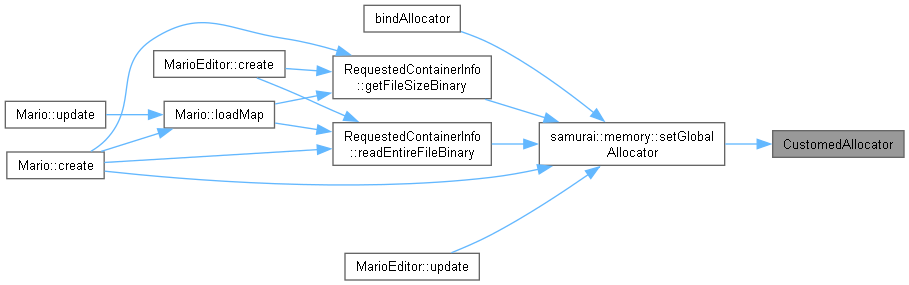 bindAllocator
MarioEditor::create
RequestedContainerInfo
::getFileSizeBinary
Mario::update
Mario::loadMap
RequestedContainerInfo
::readEntireFileBinary
samurai::memory::setGlobal
Allocator
CustomedAllocator
Mario::create
MarioEditor::update